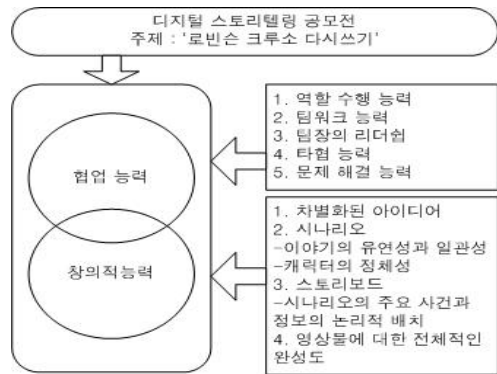 디지털 스토리텔링 공모전
주제 : '로빈슨 크루소 다시쓰기'
협업 능력
창의적능력
1. 역할 수행 능력
2. 팀워크 능력
3. 팀장의 리더쉽
4. 타협 능력
5. 문제 해결 능력
1. 차별화된 아이디어
2. 시나리오
-이야기의 유연성과 일관성
-캐릭터의 정체성
3. 스토리보드
-시나리오의 주요 사건과
정보의 논리적 배치
4. 영상물에 대한 전체적인
완성도